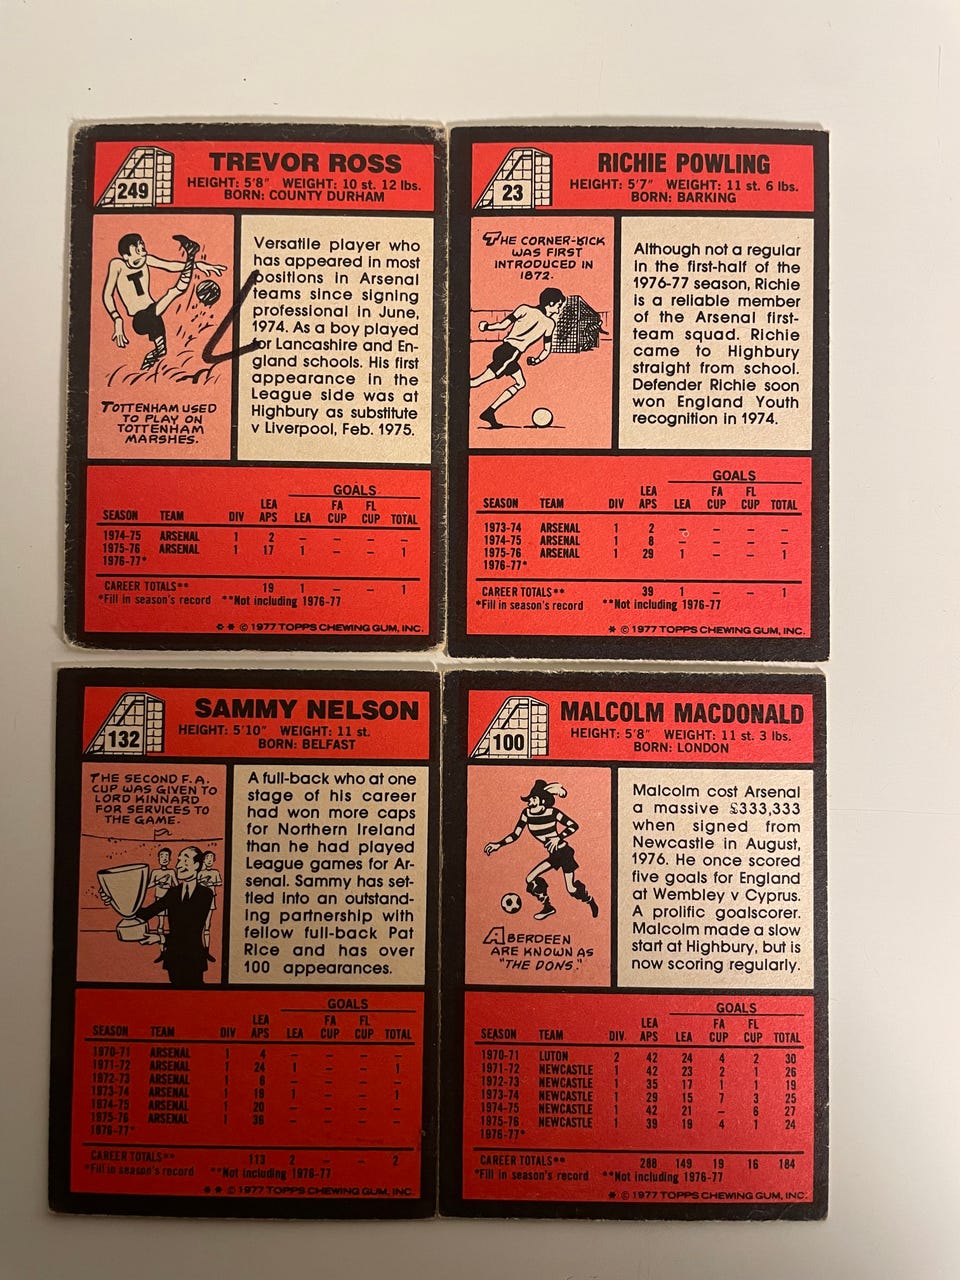 249
TREVOR ROSS
HEIGHT: 5'8" WEIGHT: 10 st. 12 lbs.
BORN: COUNTY DURHAM
T
TOTTENHAM USED
TO PLAY ON
TOTTENHAM
MARSHES.
Versatile player who
has appeared in most
positions in Arsenal
teams since signing
professional in June,
1974. As a boy played
for Lancashire and En-
gland schools. His first
appearance in the
League side was at
Highbury as substitute
v Liverpool, Feb. 1975.
GOALS
SEASON TEAM DIV LEA APS LEA FA CUP FL CUP TOTAL
1974-75 ARSENAL 1 2 – – – –
1975-76 ARSENAL 1 17 1 – – 1
1976-77*
CAREER TOTALS** 19 1 – – 1
*Fill in season's record **Not including 1976-77
** © 1977 TOPPS CHEWING GUM, INC.
23
RICHIE POWLING
HEIGHT: 5'7" WEIGHT: 11 st. 6 lbs.
BORN: BARKING
THE CORNER-KICK
WAS FIRST
INTRODUCED IN
1872.
Although not a regular
in the first-half of the
1976-77 season, Richie
is a reliable member
of the Arsenal first-
team squad. Richie
came to Highbury
straight from school.
Defender Richie soon
won England Youth
recognition in 1974.
GOALS
SEASON TEAM DIV LEA APS LEA FA CUP FL CUP TOTAL
1973-74 ARSENAL 1 2 – – – –
1974-75 ARSENAL 1 8 – – – –
1975-76 ARSENAL 1 29 1 – – 1
1976-77*
CAREER TOTALS** 39 1 – – 1
*Fill in season's record **Not including 1976-77
* © 1977 TOPPS CHEWING GUM, INC.
132
SAMMY NELSON
HEIGHT: 5'10" WEIGHT: 11 st.
BORN: BELFAST
THE SECOND F.A.
CUP WAS GIVEN TO
LORD KINNARD
FOR SERVICES TO
THE GAME.
A full-back who at one
stage of his career
had won more caps
for Northern Ireland
than he had played
League games for Ar-
senal. Sammy has set-
tled into an outstand-
ing partnership with
fellow full-back Pat
Rice and has over
100 appearances.
GOALS
SEASON TEAM DIV LEA APS LEA FA CUP FL CUP TOTAL
1970-71 ARSENAL 1 4 – – – –
1971-72 ARSENAL 1 24 1 – – 1
1972-73 ARSENAL 1 6 – – – –
1973-74 ARSENAL 1 19 1 – – 1
1974-75 ARSENAL 1 20 – – – –
1975-76 ARSENAL 1 36 – – – –
1976-77*
CAREER TOTALS** 113 2 – – 2
*Fill in season's record **Not including 1976-77
** © 1977 TOPPS CHEWING GUM, INC.
100
MALCOLM MACDONALD
HEIGHT: 5'8" WEIGHT: 11 st. 3 lbs.
BORN: LONDON
ABERDEEN
ARE KNOWN AS
"THE DONS."
Malcolm cost Arsenal
a massive £333,333
when signed from
Newcastle in August,
1976. He once scored
five goals for England
at Wembley v Cyprus.
A prolific goalscorer.
Malcolm made a slow
start at Highbury, but is
now scoring regularly.
GOALS
SEASON TEAM DIV. LEA APS LEA FA CUP FL CUP TOTAL
1970-71 LUTON 2 42 24 4 2 30
1971-72 NEWCASTLE 1 42 23 2 1 26
1972-73 NEWCASTLE 1 35 17 1 1 19
1973-74 NEWCASTLE 1 29 15 7 3 25
1974-75 NEWCASTLE 1 42 21 – 6 27
1975-76 NEWCASTLE 1 39 19 4 1 24
1976-77*
CAREER TOTALS** 288 149 19 16 184
*Fill in season's record **Not including 1976-77
* © 1977 TOPPS CHEWING GUM, INC.